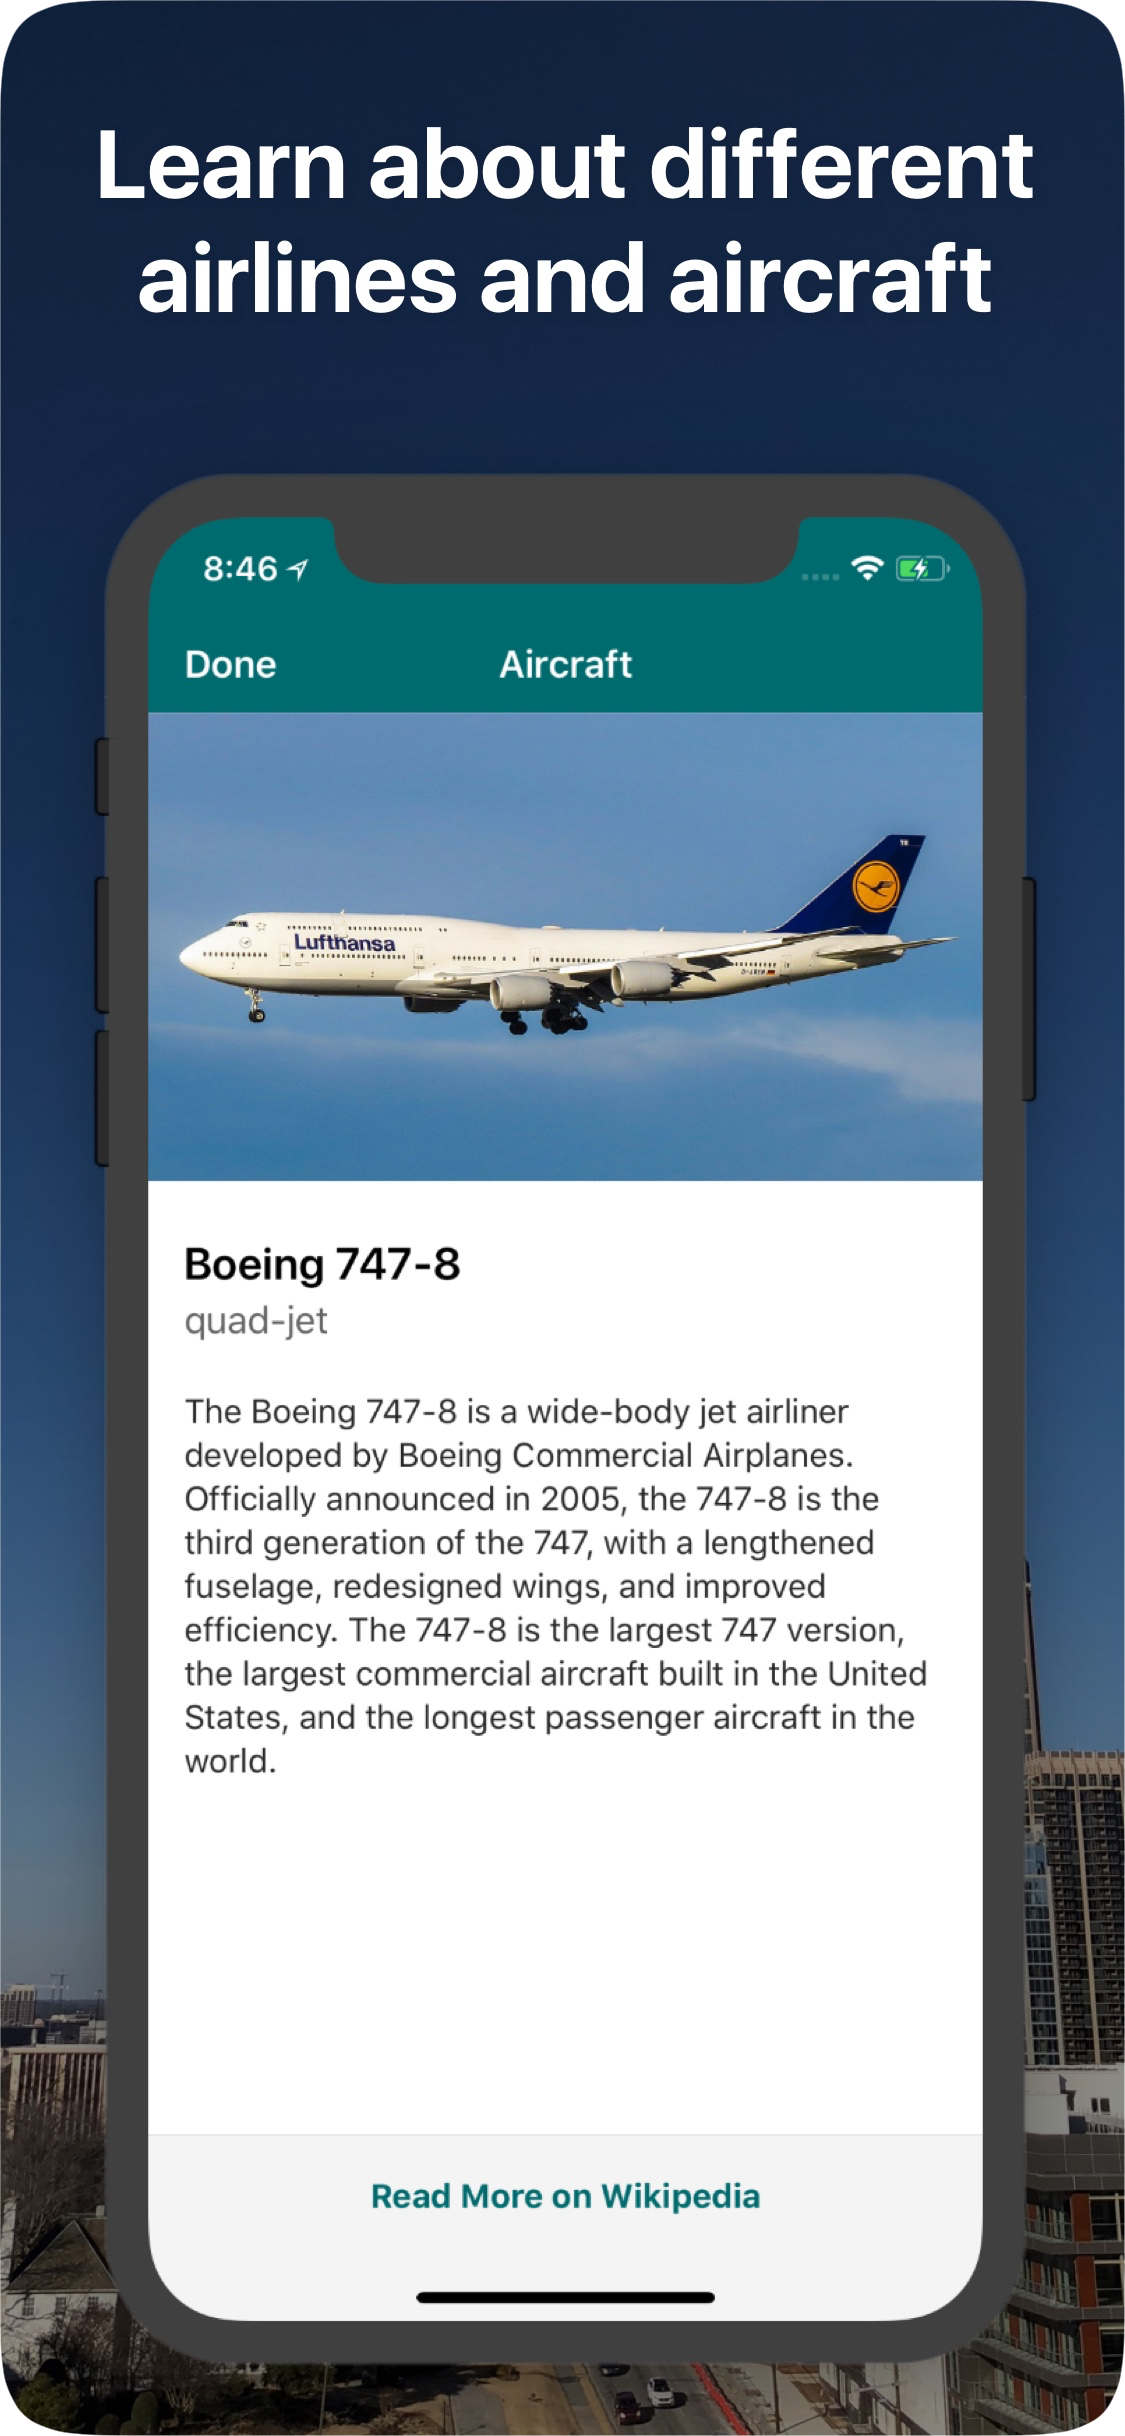 Learn about different
airlines and aircraft
8:46
Done
Aircraft
Lufthansa
Boeing 747-8
quad-jet
The Boeing 747-8 is a wide-body jet airliner
developed by Boeing Commercial Airplanes.
Officially announced in 2005, the 747-8 is the
third generation of the 747, with a lengthened
fuselage, redesigned wings, and improved
efficiency. The 747-8 is the largest 747 version,
the largest commercial aircraft built in the United
States, and the longest passenger aircraft in the
world.
Read More on Wikipedia